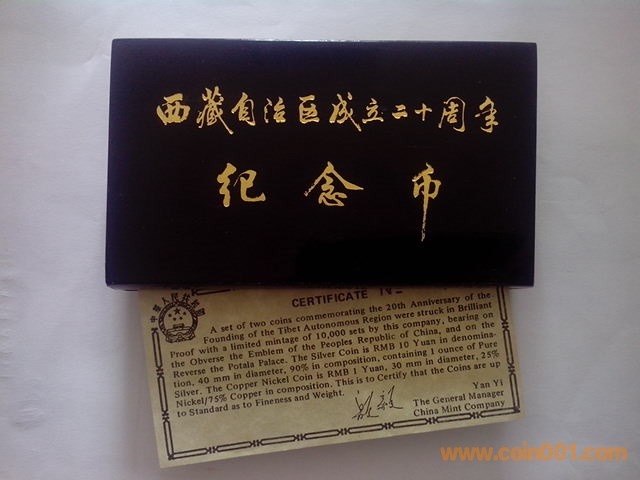 西藏自治区成立二十周年
纪念币
CERTIFICATE
中华人民共和国
A set of two coins commemorating the 20th Anniversary of the
Founding of the Tibet Autonomous Region were struck in Brilliant
Proof with a limited mintage of 10,000 sets by this company, bearing on
the Obverse the Emblem of the Peoples Republic of China, and on the
Reverse the Potala Palace. The Silver Coin is RMB 10 Yuan in denomina-
tion, 40 mm in diameter, 90% in composition, containing 1 ounce of Pure
Silver. The Copper Nickel Coin is RMB 1 Yuan, 30 mm in diameter, 25%
Nickel/75% Copper in composition. This is to Certify that the Coins are up
to Standard as to Fineness and Weight.
Yan Yi
The General Manager
China Mint Company
www.coin001.com